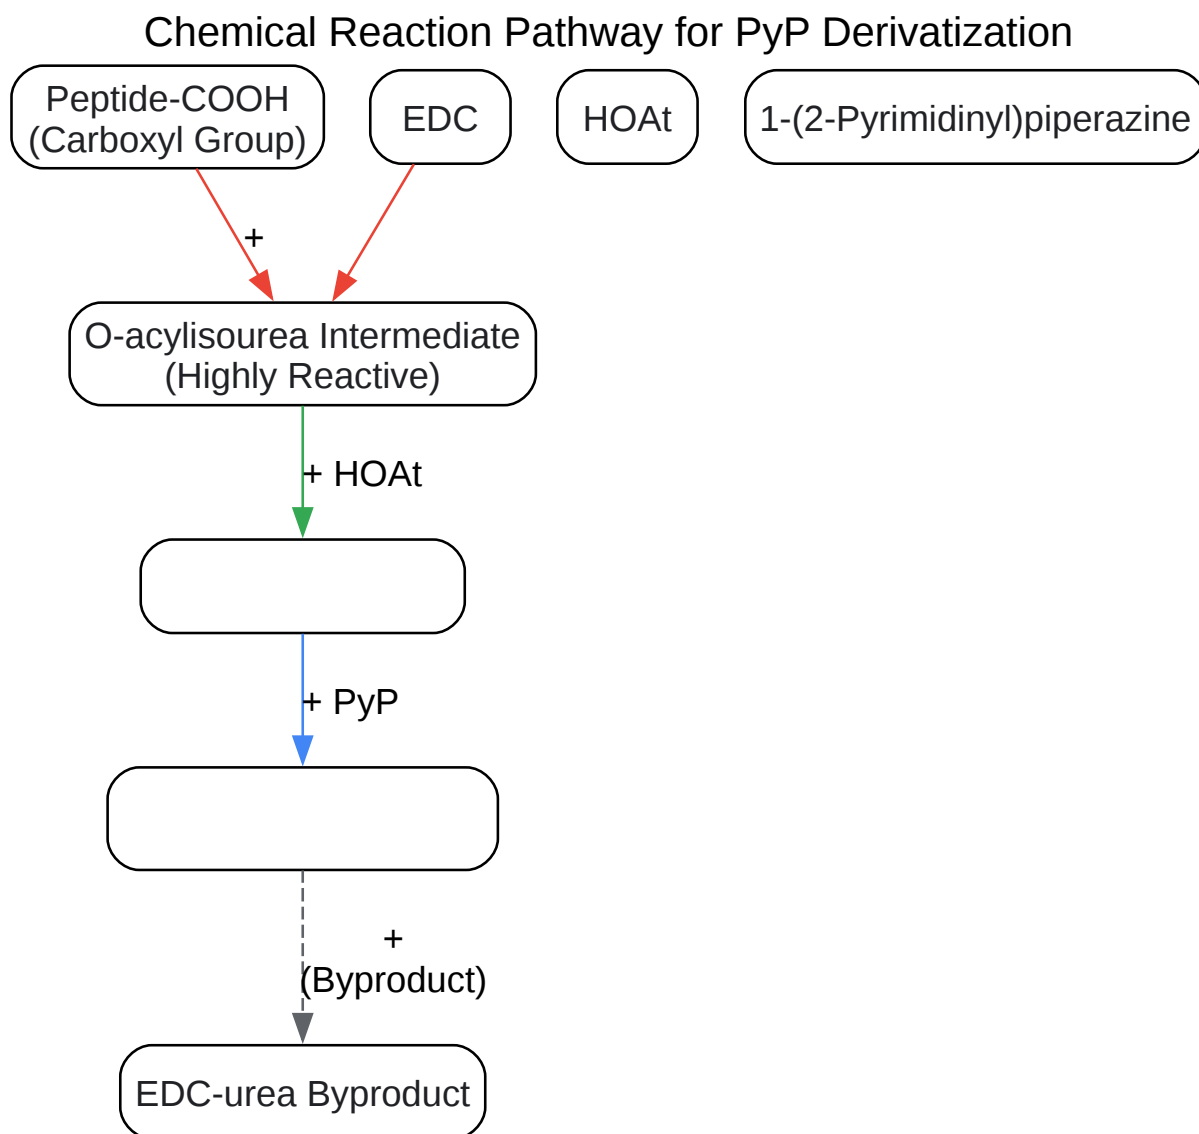 Chemical Reaction Pathway for PyP Derivatization
Peptide-COOH
(Carboxyl Group)
EDC
HOAt
1-(2-Pyrimidinyl)piperazine
+
O-acylisourea Intermediate
(Highly Reactive)
+ HOAt
+ PyP
+
(Byproduct)
EDC-urea Byproduct